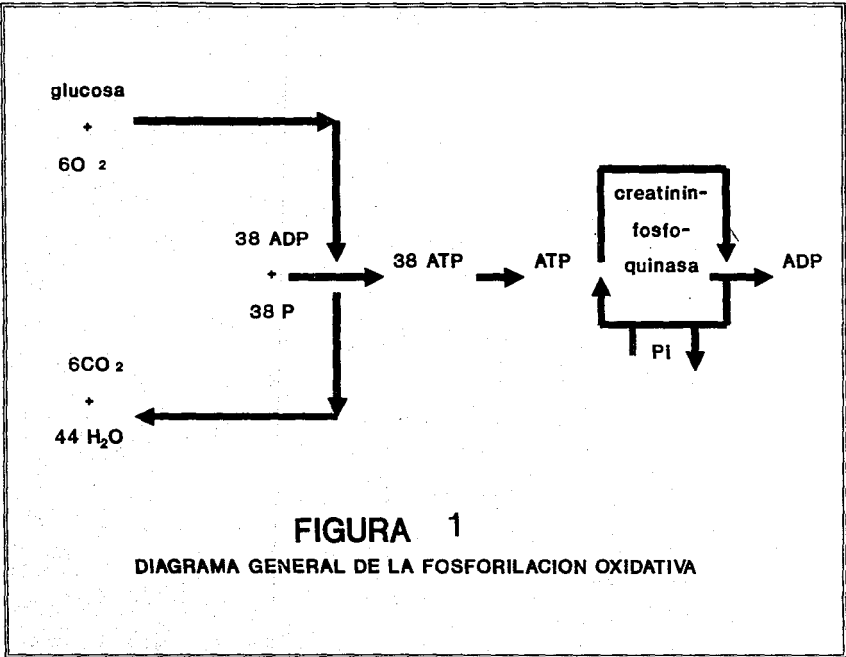 glucosa
+
6O 2
38 ADP
+
38 P
38 ATP
ATP
creatinin-
fosfo-
quinasa
ADP
Pi
6CO 2
+
44 H₂O
FIGURA 1
DIAGRAMA GENERAL DE LA FOSFORILACION OXIDATIVA